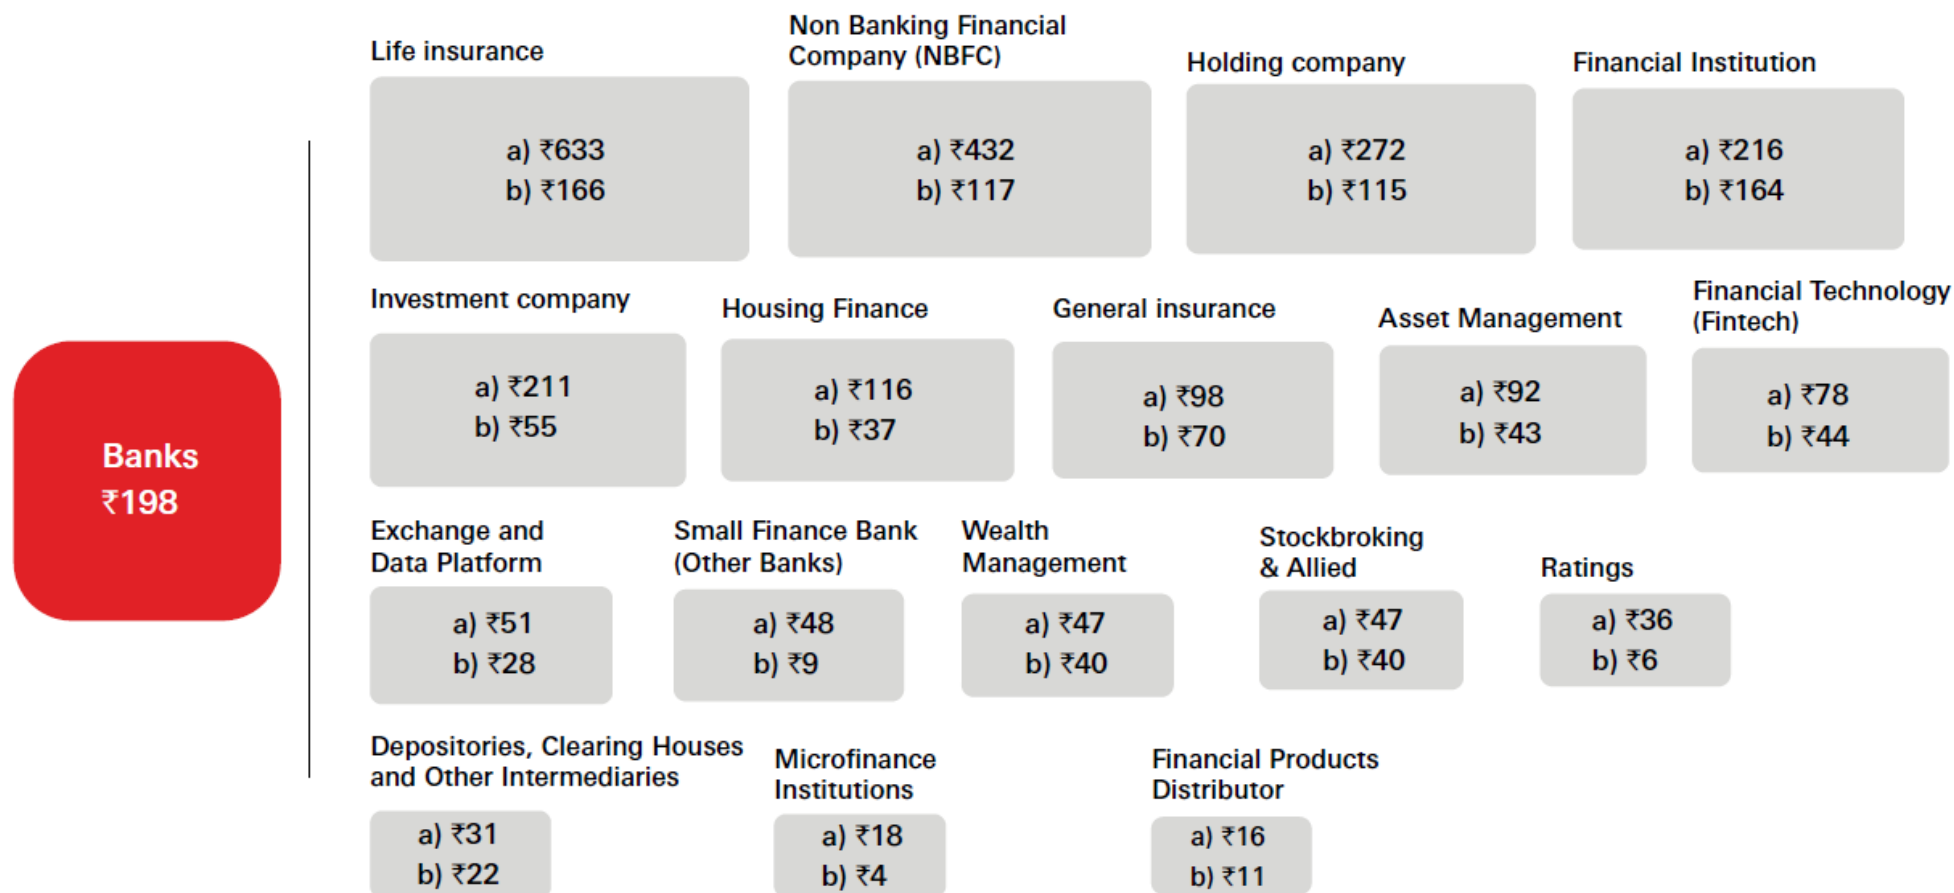 Banks
₹198
Life insurance
a) ₹633
b) ₹166
Non Banking Financial
Company (NBFC)
a) ₹432
b) ₹117
Holding company
a) ₹272
b) ₹115
Financial Institution
a) ₹216
b) ₹164
Investment company
a) ₹211
b) ₹55
Housing Finance
a) ₹116
b) ₹37
General insurance
a) ₹98
b) ₹70
Asset Management
a) ₹92
b) ₹43
Financial Technology
(Fintech)
a) ₹78
b) ₹44
Exchange and
Data Platform
a) ₹51
b) ₹28
Small Finance Bank
(Other Banks)
a) ₹48
b) ₹9
Wealth
Management
a) ₹47
b) ₹40
Stockbroking
& Allied
a) ₹47
b) ₹40
Ratings
a) ₹36
b) ₹6
Depositories, Clearing Houses
and Other Intermediaries
a) ₹31
b) ₹22
Microfinance
Institutions
a) ₹18
b) ₹4
Financial Products
Distributor
a) ₹16
b) ₹11